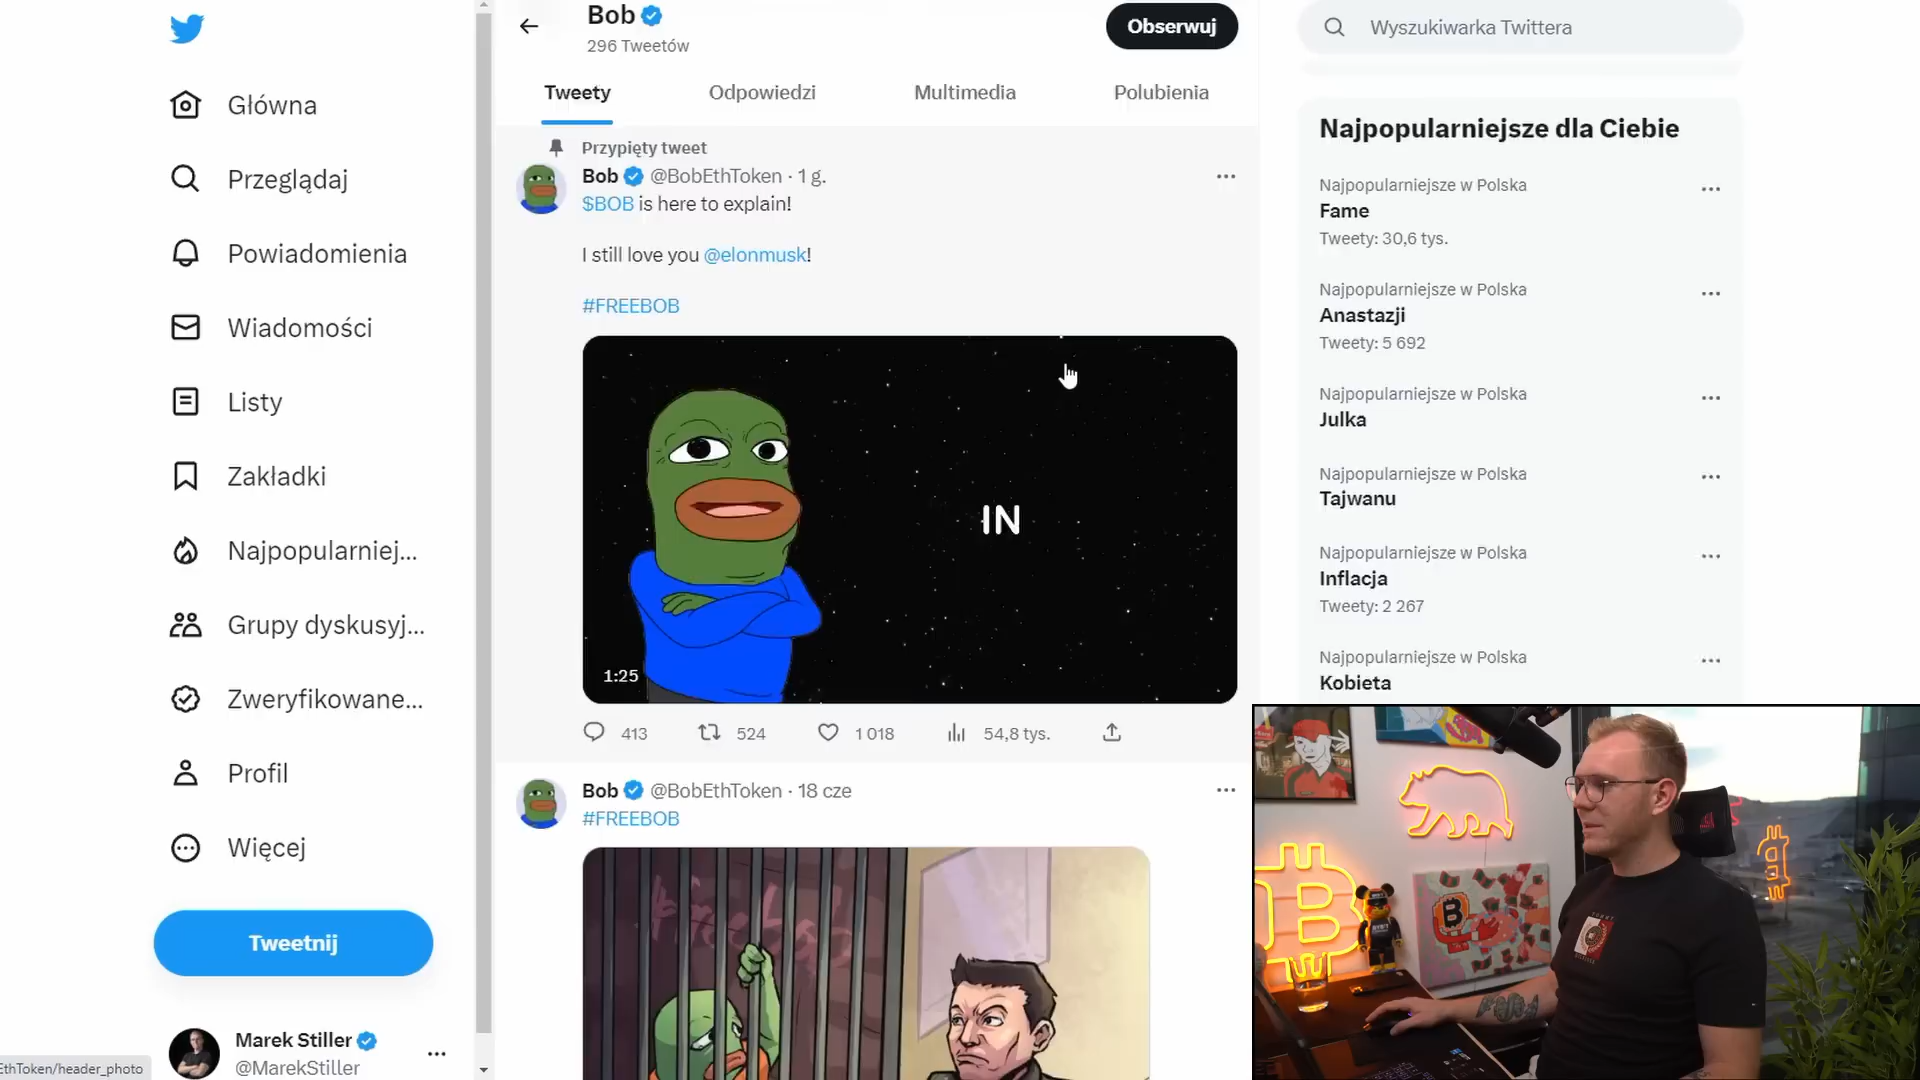 Główna
Przeglądaj
Powiadomienia
Wiadomości
Listy
Zakładki
Najpopularniej...
Grupy dyskusyj...
Zweryfikowane...
Profil
Więcej
Tweetnij
Marek Stiller
@MarekStiller
EthToken/header_photo
Bob
296 Tweetów
Obserwuj
Tweety
Odpowiedzi
Multimedia
Polubienia
Przypięty tweet
Bob @BobEthToken · 1 g.
$BOB is here to explain!
I still love you @elonmusk!
#FREEBOB
IN
1:25
413
524
1 018
54,8 tys.
Bob @BobEthToken · 18 cze
#FREEBOB
Wyszukiwarka Twittera
Najpopularniejsze dla Ciebie
Najpopularniejsze w Polska
Fame
Tweety: 30,6 tys.
Najpopularniejsze w Polska
Anastazji
Tweety: 5 692
Najpopularniejsze w Polska
Julka
Najpopularniejsze w Polska
Tajwanu
Najpopularniejsze w Polska
Inflacja
Tweety: 2 267
Najpopularniejsze w Polska
Kobieta